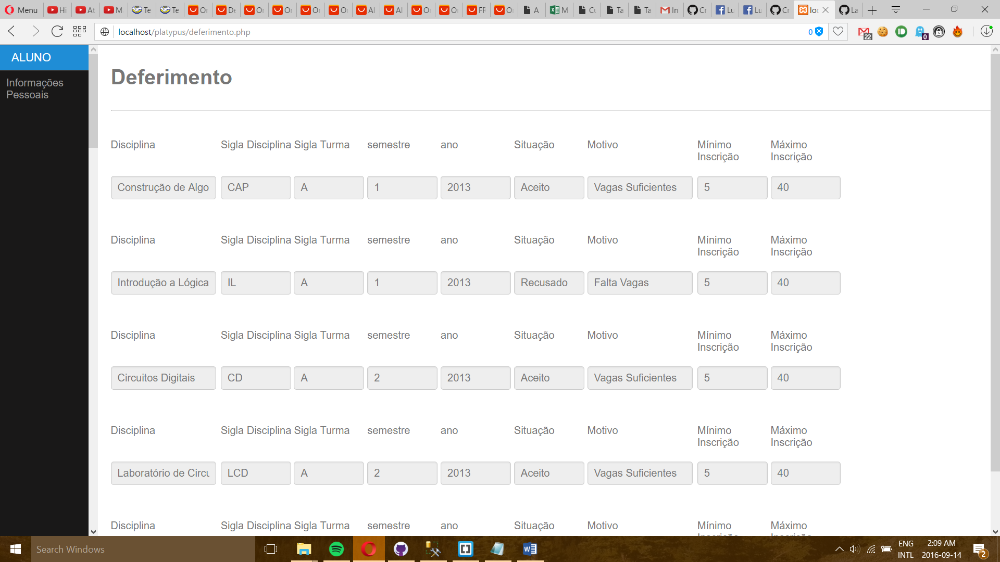 Menu Hi At M Te Te On De On On On Al Al On On FF On A M Cu Ta Ta In Cr Lu Lu Cr loc La
localhost/platypus/deferimento.php 0 22 0
ALUNO
Informações
Pessoais
Deferimento
Disciplina Sigla Disciplina Sigla Turma semestre ano Situação Motivo Mínimo Inscrição Máximo Inscrição
Construção de Algo CAP A 1 2013 Aceito Vagas Suficientes 5 40
Disciplina Sigla Disciplina Sigla Turma semestre ano Situação Motivo Mínimo Inscrição Máximo Inscrição
Introdução a Lógica IL A 1 2013 Recusado Falta Vagas 5 40
Disciplina Sigla Disciplina Sigla Turma semestre ano Situação Motivo Mínimo Inscrição Máximo Inscrição
Circuitos Digitais CD A 2 2013 Aceito Vagas Suficientes 5 40
Disciplina Sigla Disciplina Sigla Turma semestre ano Situação Motivo Mínimo Inscrição Máximo Inscrição
Laboratório de Circu LCD A 2 2013 Aceito Vagas Suficientes 5 40
Disciplina Sigla Disciplina Sigla Turma semestre ano Situação Motivo Mínimo Máximo
Search Windows
ENG 2:09 AM
INTL 2016-09-14 2